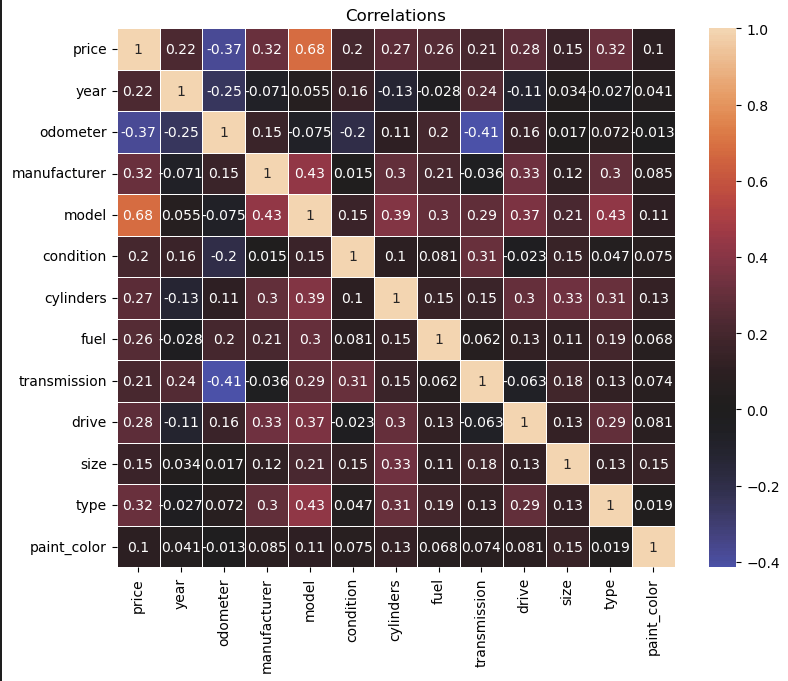 Correlations
price 1 0.22 -0.37 0.32 0.68 0.2 0.27 0.26 0.21 0.28 0.15 0.32 0.1
year 0.22 1 -0.25 -0.071 0.055 0.16 -0.13 -0.028 0.24 -0.11 0.034 -0.027 0.041
odometer -0.37 -0.25 1 0.15 -0.075 -0.2 0.11 0.2 -0.41 0.16 0.017 0.072 -0.013
manufacturer 0.32 -0.071 0.15 1 0.43 0.015 0.3 0.21 -0.036 0.33 0.12 0.3 0.085
model 0.68 0.055 -0.075 0.43 1 0.15 0.39 0.3 0.29 0.37 0.21 0.43 0.11
condition 0.2 0.16 -0.2 0.015 0.15 1 0.1 0.081 0.31 -0.023 0.15 0.047 0.075
cylinders 0.27 -0.13 0.11 0.3 0.39 0.1 1 0.15 0.15 0.3 0.33 0.31 0.13
fuel 0.26 -0.028 0.2 0.21 0.3 0.081 0.15 1 0.062 0.13 0.11 0.19 0.068
transmission 0.21 0.24 -0.41 -0.036 0.29 0.31 0.15 0.062 1 -0.063 0.18 0.13 0.074
drive 0.28 -0.11 0.16 0.33 0.37 -0.023 0.3 0.13 -0.063 1 0.13 0.29 0.081
size 0.15 0.034 0.017 0.12 0.21 0.15 0.33 0.11 0.18 0.13 1 0.13 0.15
type 0.32 -0.027 0.072 0.3 0.43 0.047 0.31 0.19 0.13 0.29 0.13 1 0.019
paint_color 0.1 0.041 -0.013 0.085 0.11 0.075 0.13 0.068 0.074 0.081 0.15 0.019 1
price year odometer manufacturer model condition cylinders fuel transmission drive size type paint_color
1.0
0.8
0.6
0.4
0.2
0.0
−0.2
−0.4